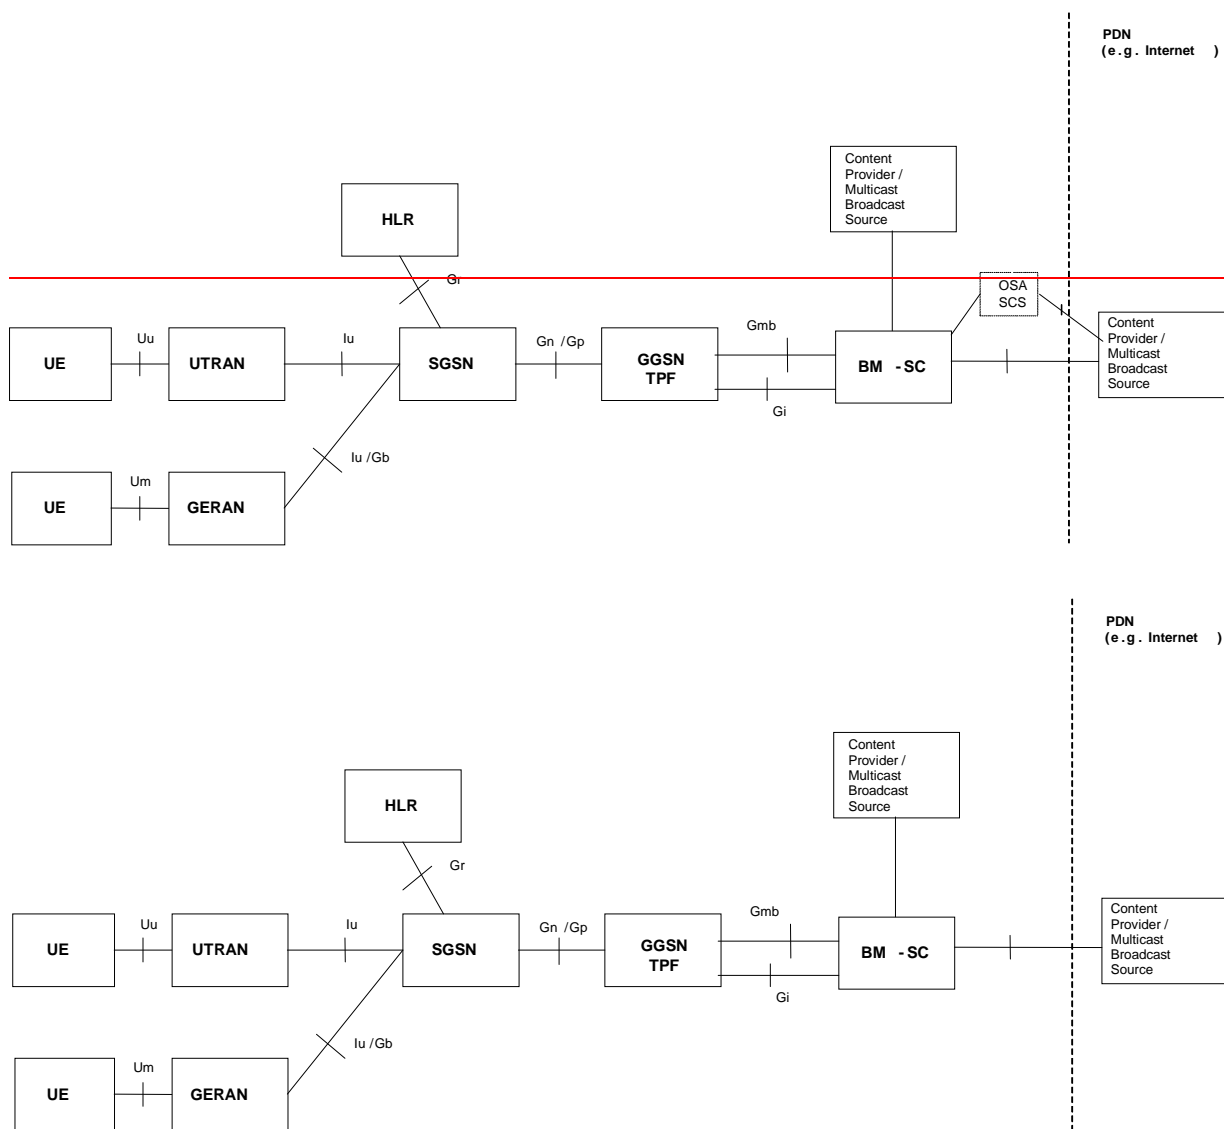 PDN
(e.g. Internet )
Content
Provider /
Multicast
Broadcast
Source
HLR
Gr
OSA
SCS
Content
Provider /
Multicast
Broadcast
Source
UE
Uu
UTRAN
Iu
SGSN
Gn /Gp
GGSN
TPF
Gmb
Gi
BM -SC
Iu /Gb
UE
Um
GERAN
PDN
(e.g. Internet )
Content
Provider /
Multicast
Broadcast
Source
HLR
Gr
Content
Provider /
Multicast
Broadcast
Source
UE
Uu
UTRAN
Iu
SGSN
Gn /Gp
GGSN
TPF
Gmb
Gi
BM -SC
Iu /Gb
UE
Um
GERAN